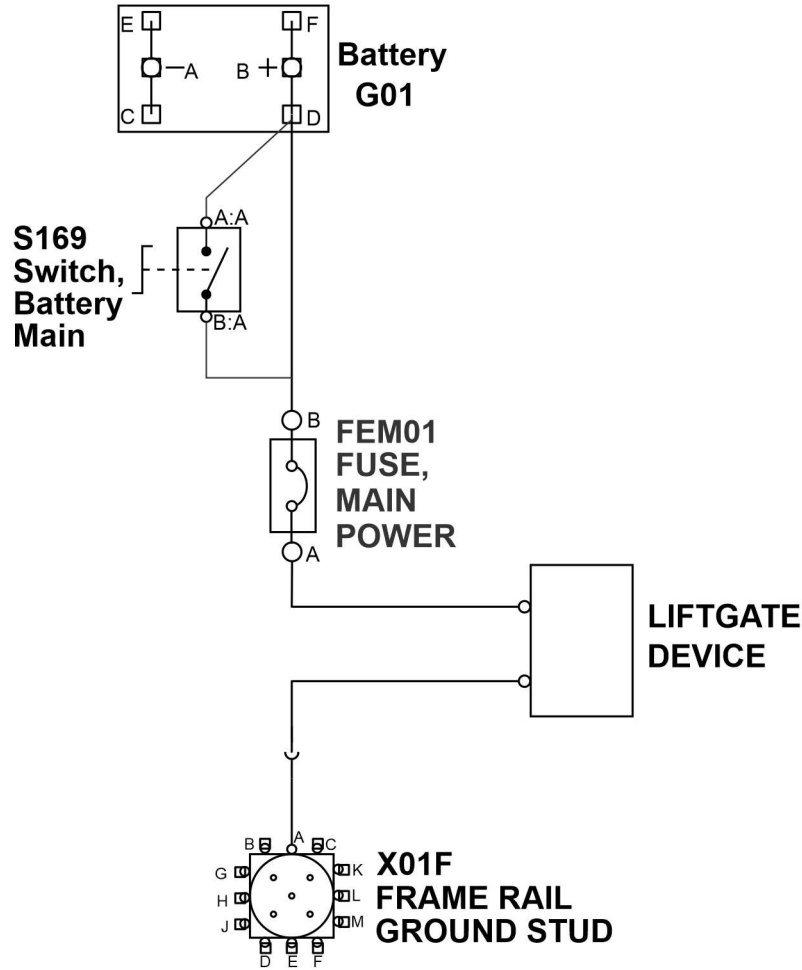 E
F
Battery
G01
—A
B +
C
D
A:A
S169
Switch,
Battery
Main
B:A
B
FEM01
FUSE,
MAIN
POWER
A
LIFTGATE
DEVICE
B
A
C
G
K
X01F
H
L
FRAME RAIL
J
M
GROUND STUD
D
E
F